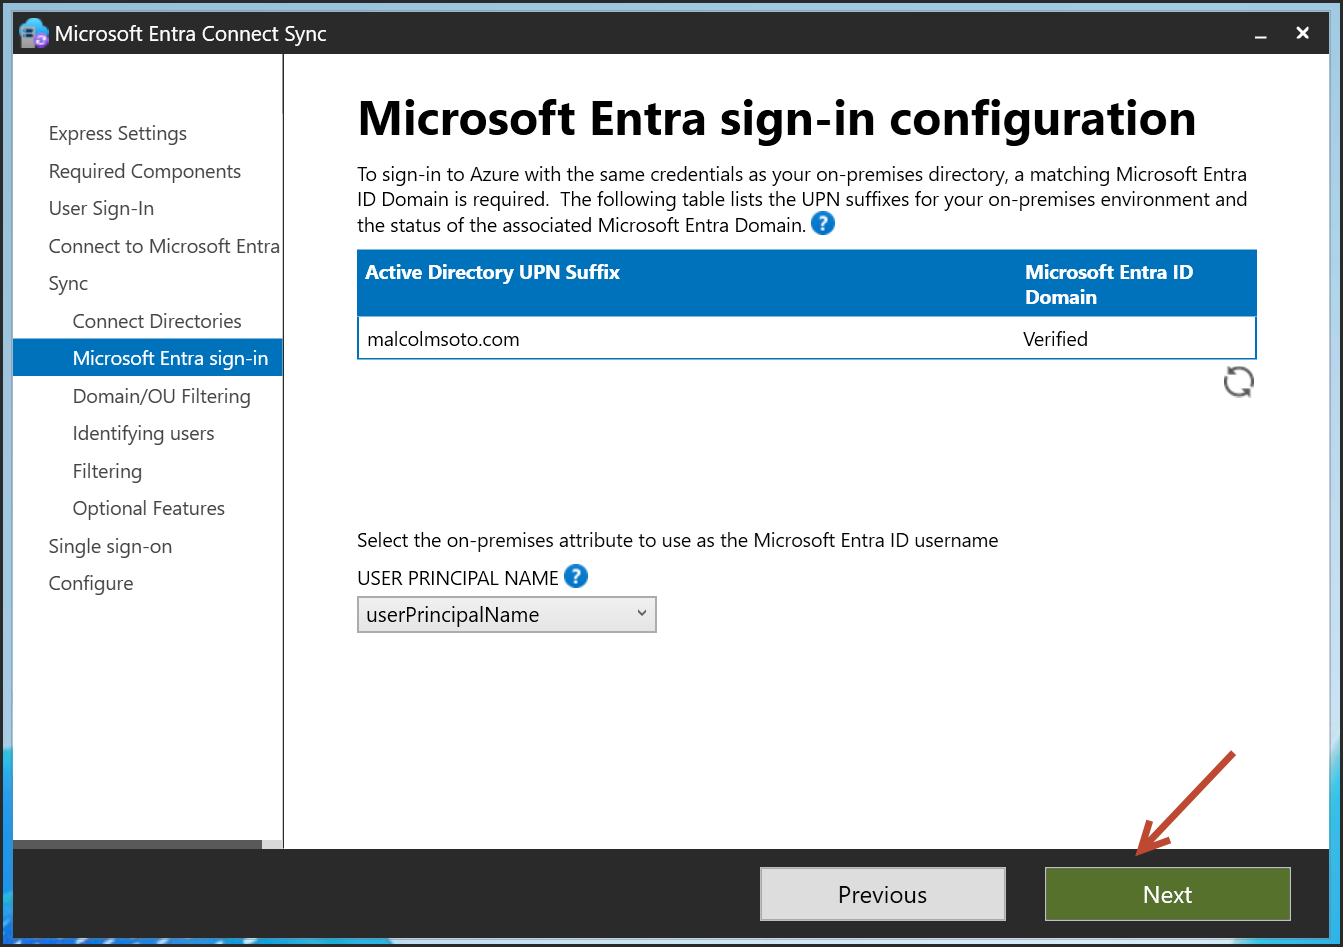 Microsoft Entra Connect Sync
Express Settings
Required Components
User Sign-In
Connect to Microsoft Entra
Sync
Connect Directories
Microsoft Entra sign-in
Domain/OU Filtering
Identifying users
Filtering
Optional Features
Single sign-on
Configure
Microsoft Entra sign-in configuration
To sign-in to Azure with the same credentials as your on-premises directory, a matching Microsoft Entra
ID Domain is required.  The following table lists the UPN suffixes for your on-premises environment and
the status of the associated Microsoft Entra Domain. ?
Active Directory UPN Suffix
Microsoft Entra ID
Domain
malcolmsoto.com
Verified
Select the on-premises attribute to use as the Microsoft Entra ID username
USER PRINCIPAL NAME ?
userPrincipalName
Previous
Next